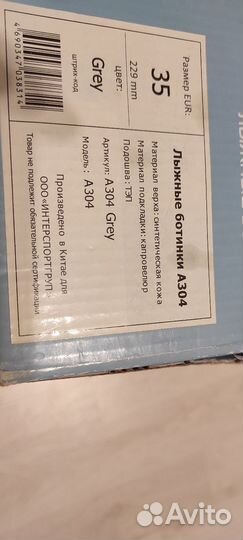 Лыжные ботинки А304
Материал верха: синтетическая кожа
Материал подкладки: капровелюр
Подошва: ТЭП
Артикул: А304 Grey
Модель: А304
Произведено в Китае для
ООО«ИНТЕРСПОРТГРУП»
Товар не подлежит обязательной сертификации
Размер EUR:
35
229 mm
цвет:
Grey
штрих-код
4690347038314
Avito